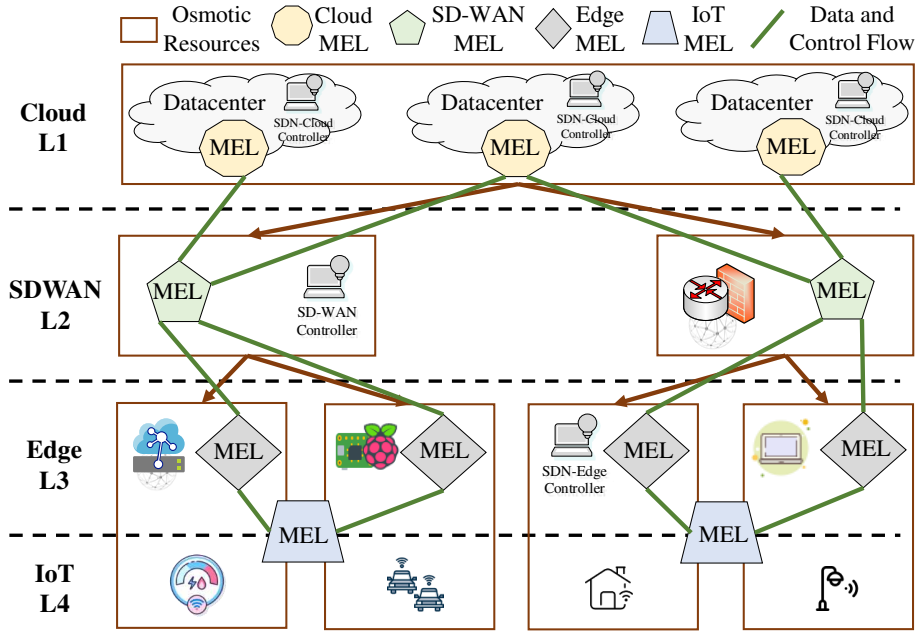 Osmotic
Resources
Cloud
MEL
SD-WAN
MEL
Edge
MEL
IoT
MEL
Data and
Control Flow
Cloud
L1
Datacenter
SDN-Cloud
Controller
MEL
Datacenter
SDN-Cloud
Controller
MEL
Datacenter
SDN-Cloud
Controller
MEL
SDWAN
L2
MEL
SD-WAN
Controller
MEL
Edge
L3
MEL
MEL
SDN-Edge
Controller
MEL
MEL
MEL
MEL
IoT
L4